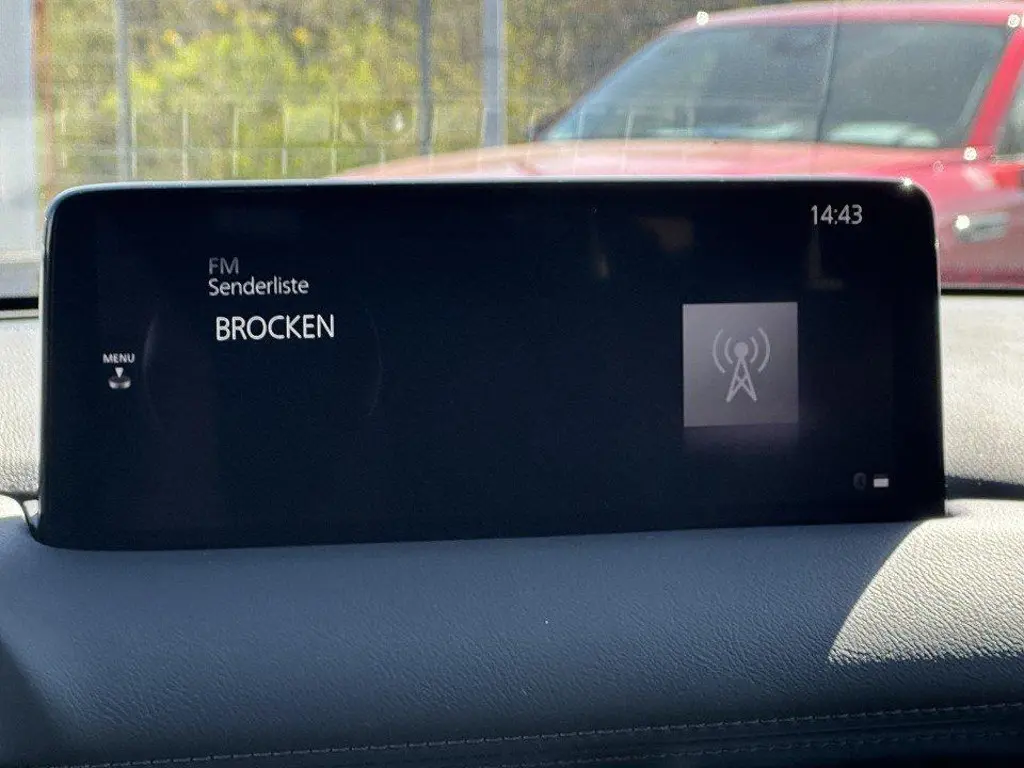 14:43
FM
Senderliste
BROCKEN
MENU